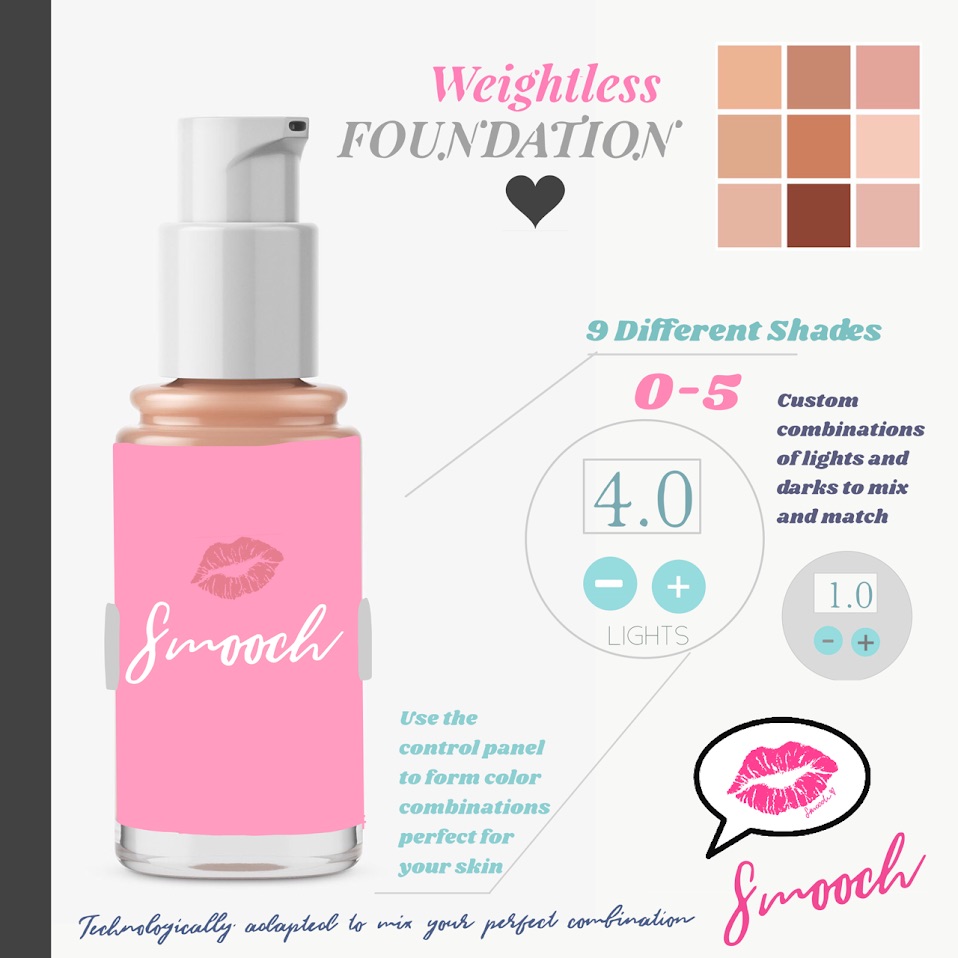 Weightless
FOUNDATION
9 Different Shades
0-5
Custom
combinations
of lights and
darks to mix
and match
4.0
LIGHTS
1.0
Smooch
Use the
control panel
to form color
combinations
perfect for
your skin
Smooch
Smooch
Technologically adapted to mix your perfect combination